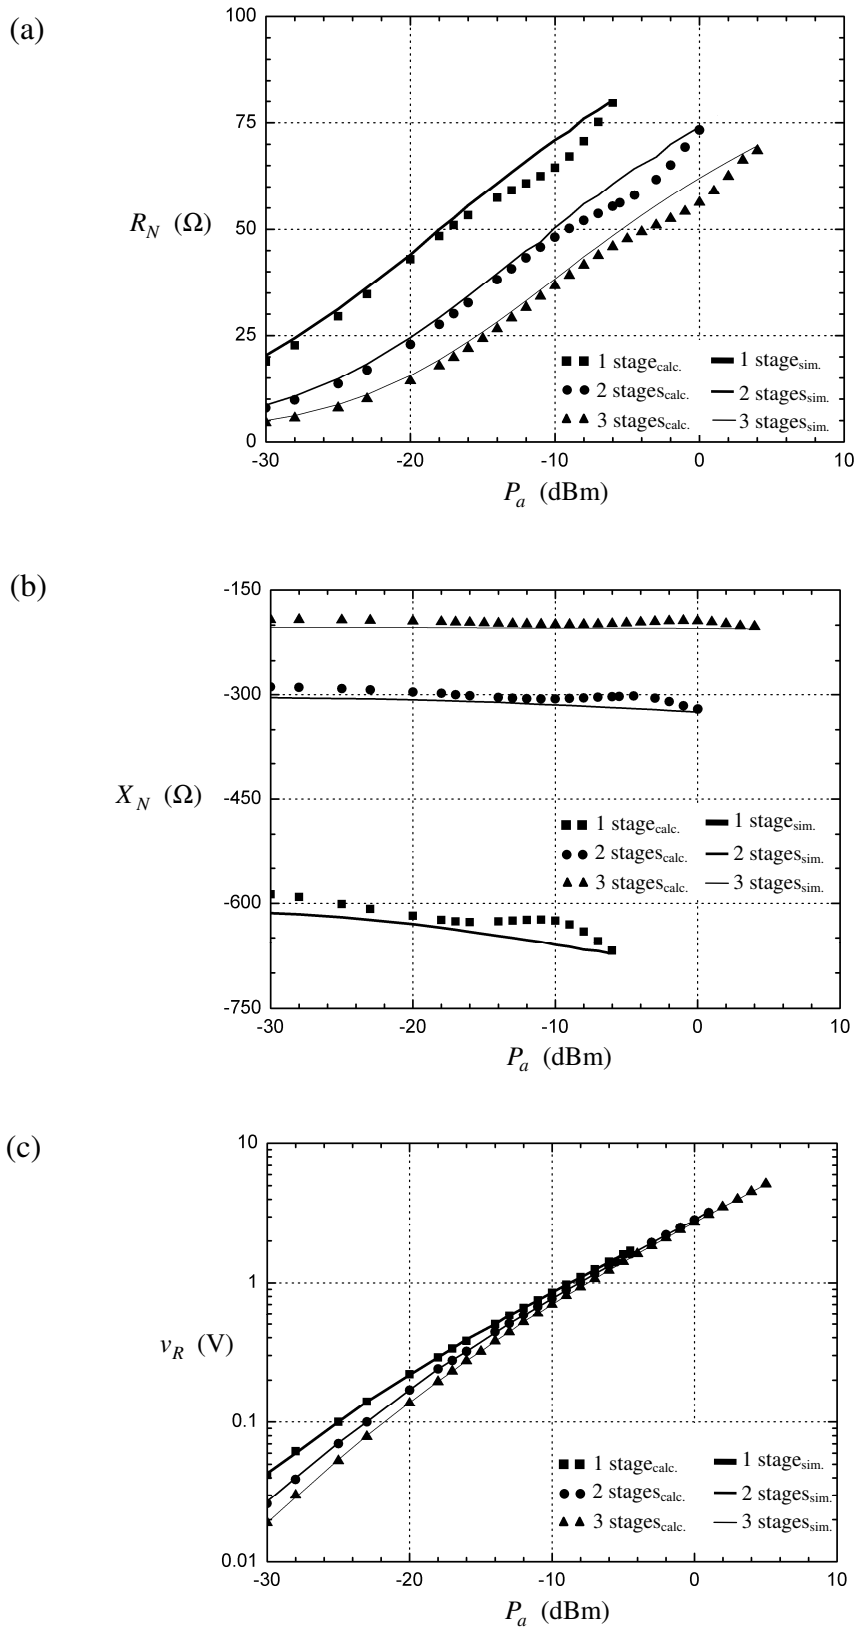 (a)
100
75
50
25
0
R_N (Ω)
1 stage_calc. 1 stage_sim.
2 stages_calc. 2 stages_sim.
3 stages_calc. 3 stages_sim.
-30 -20 -10 0 10
P_a (dBm)
(b)
-150
-300
-450
-600
-750
X_N (Ω)
1 stage_calc. 1 stage_sim.
2 stages_calc. 2 stages_sim.
3 stages_calc. 3 stages_sim.
-30 -20 -10 0 10
P_a (dBm)
(c)
10
1
0.1
0.01
v_R (V)
1 stage_calc. 1 stage_sim.
2 stages_calc. 2 stages_sim.
3 stages_calc. 3 stages_sim.
-30 -20 -10 0 10
P_a (dBm)